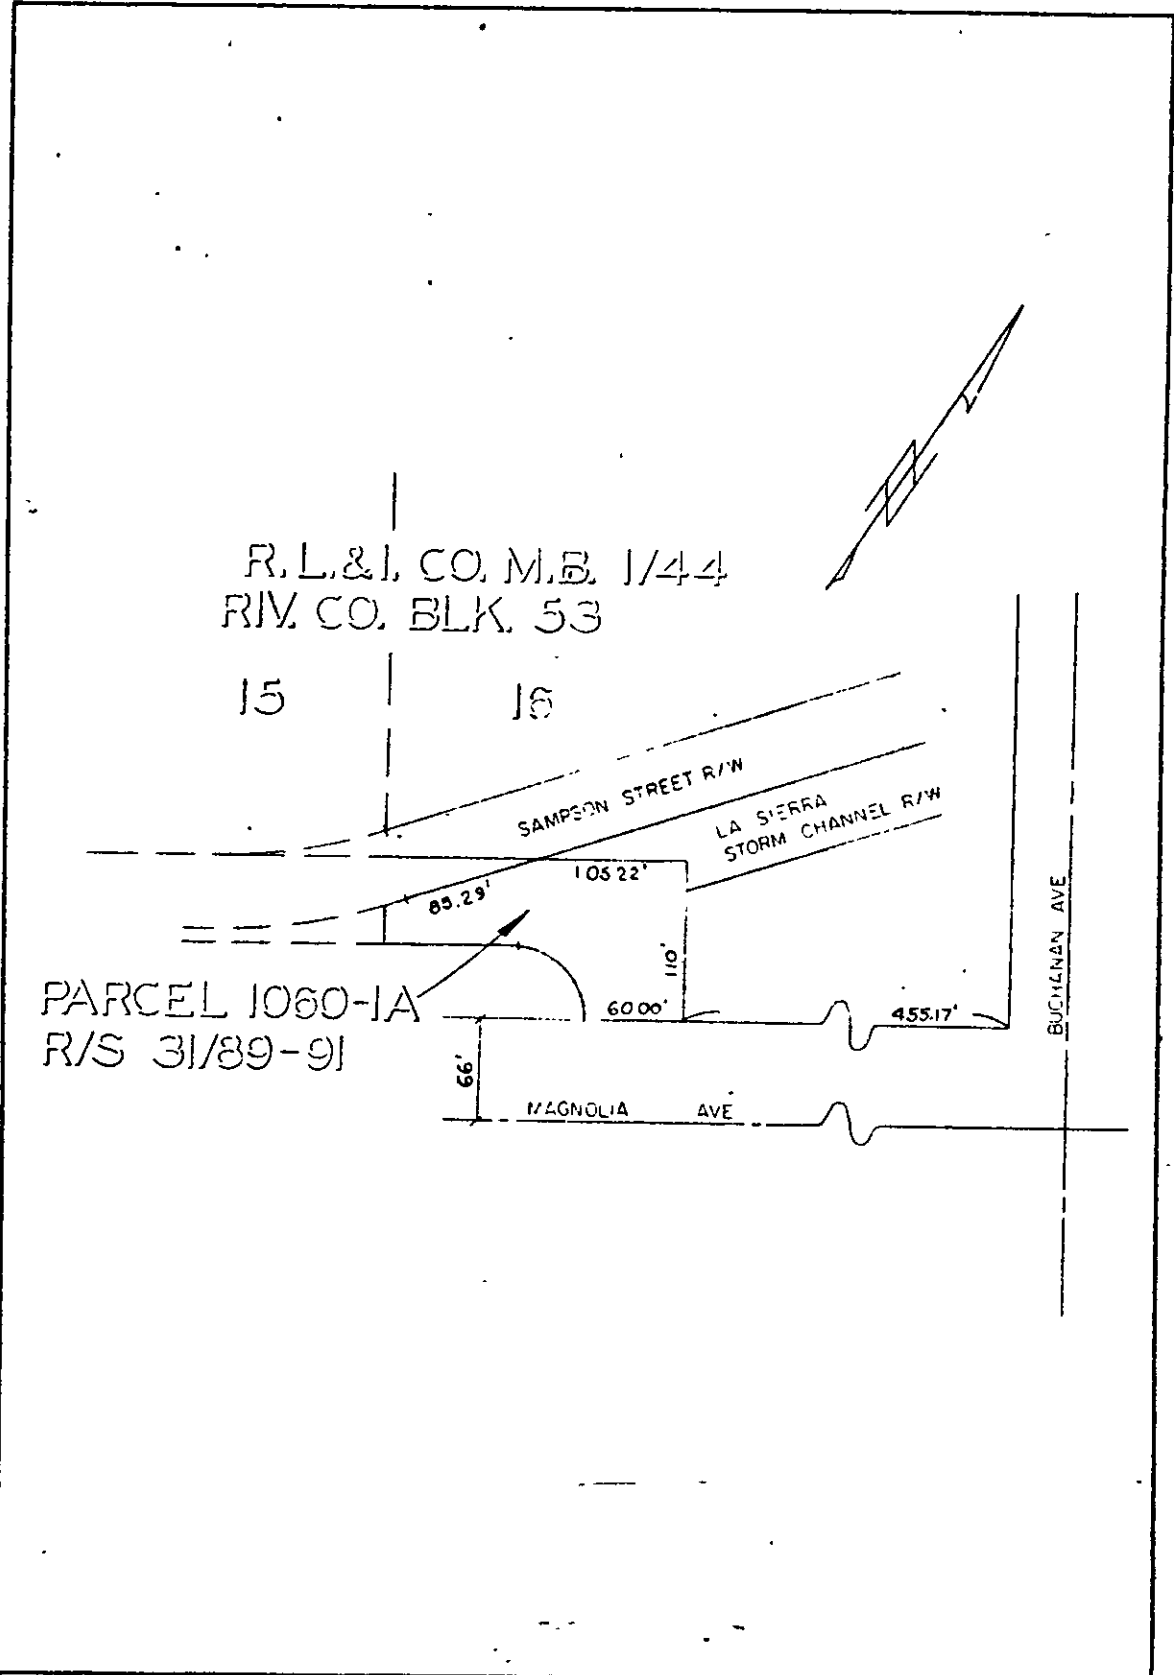 R.L.&I. CO. M.B. 1/44
RIV. CO. BLK. 53
15
16
SAMPSON STREET R/W
LA SIERRA
STORM CHANNEL R/W
105.22'
85.29'
BUCHANAN AVE
110'
PARCEL 1060-1A
R/S 31/89-91
60.00'
455.17'
66'
MAGNOLIA AVE